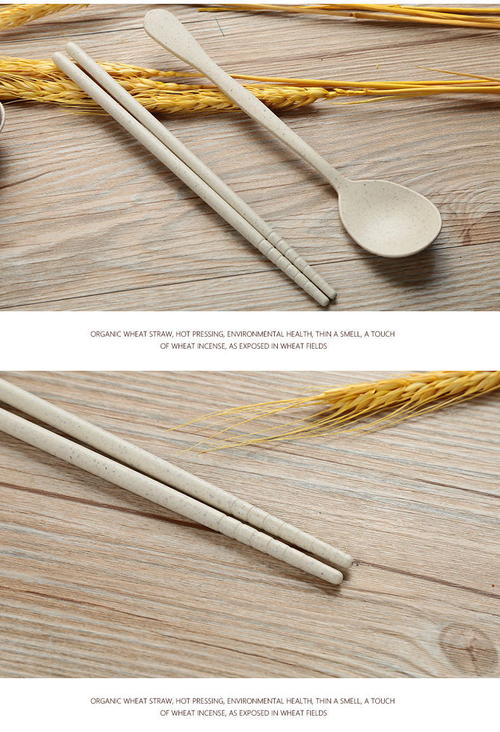 ORGANIC WHEAT STRAW, HOT PRESSING, ENVIRONMENTAL HEALTH, THIN A SMELL, A TOUCH
OF WHEAT INCENSE, AS EXPOSED IN WHEAT FIELDS
ORGANIC WHEAT STRAW, HOT PRESSING, ENVIRONMENTAL HEALTH, THIN A SMELL, A TOUCH
OF WHEAT INCENSE, AS EXPOSED IN WHEAT FIELDS